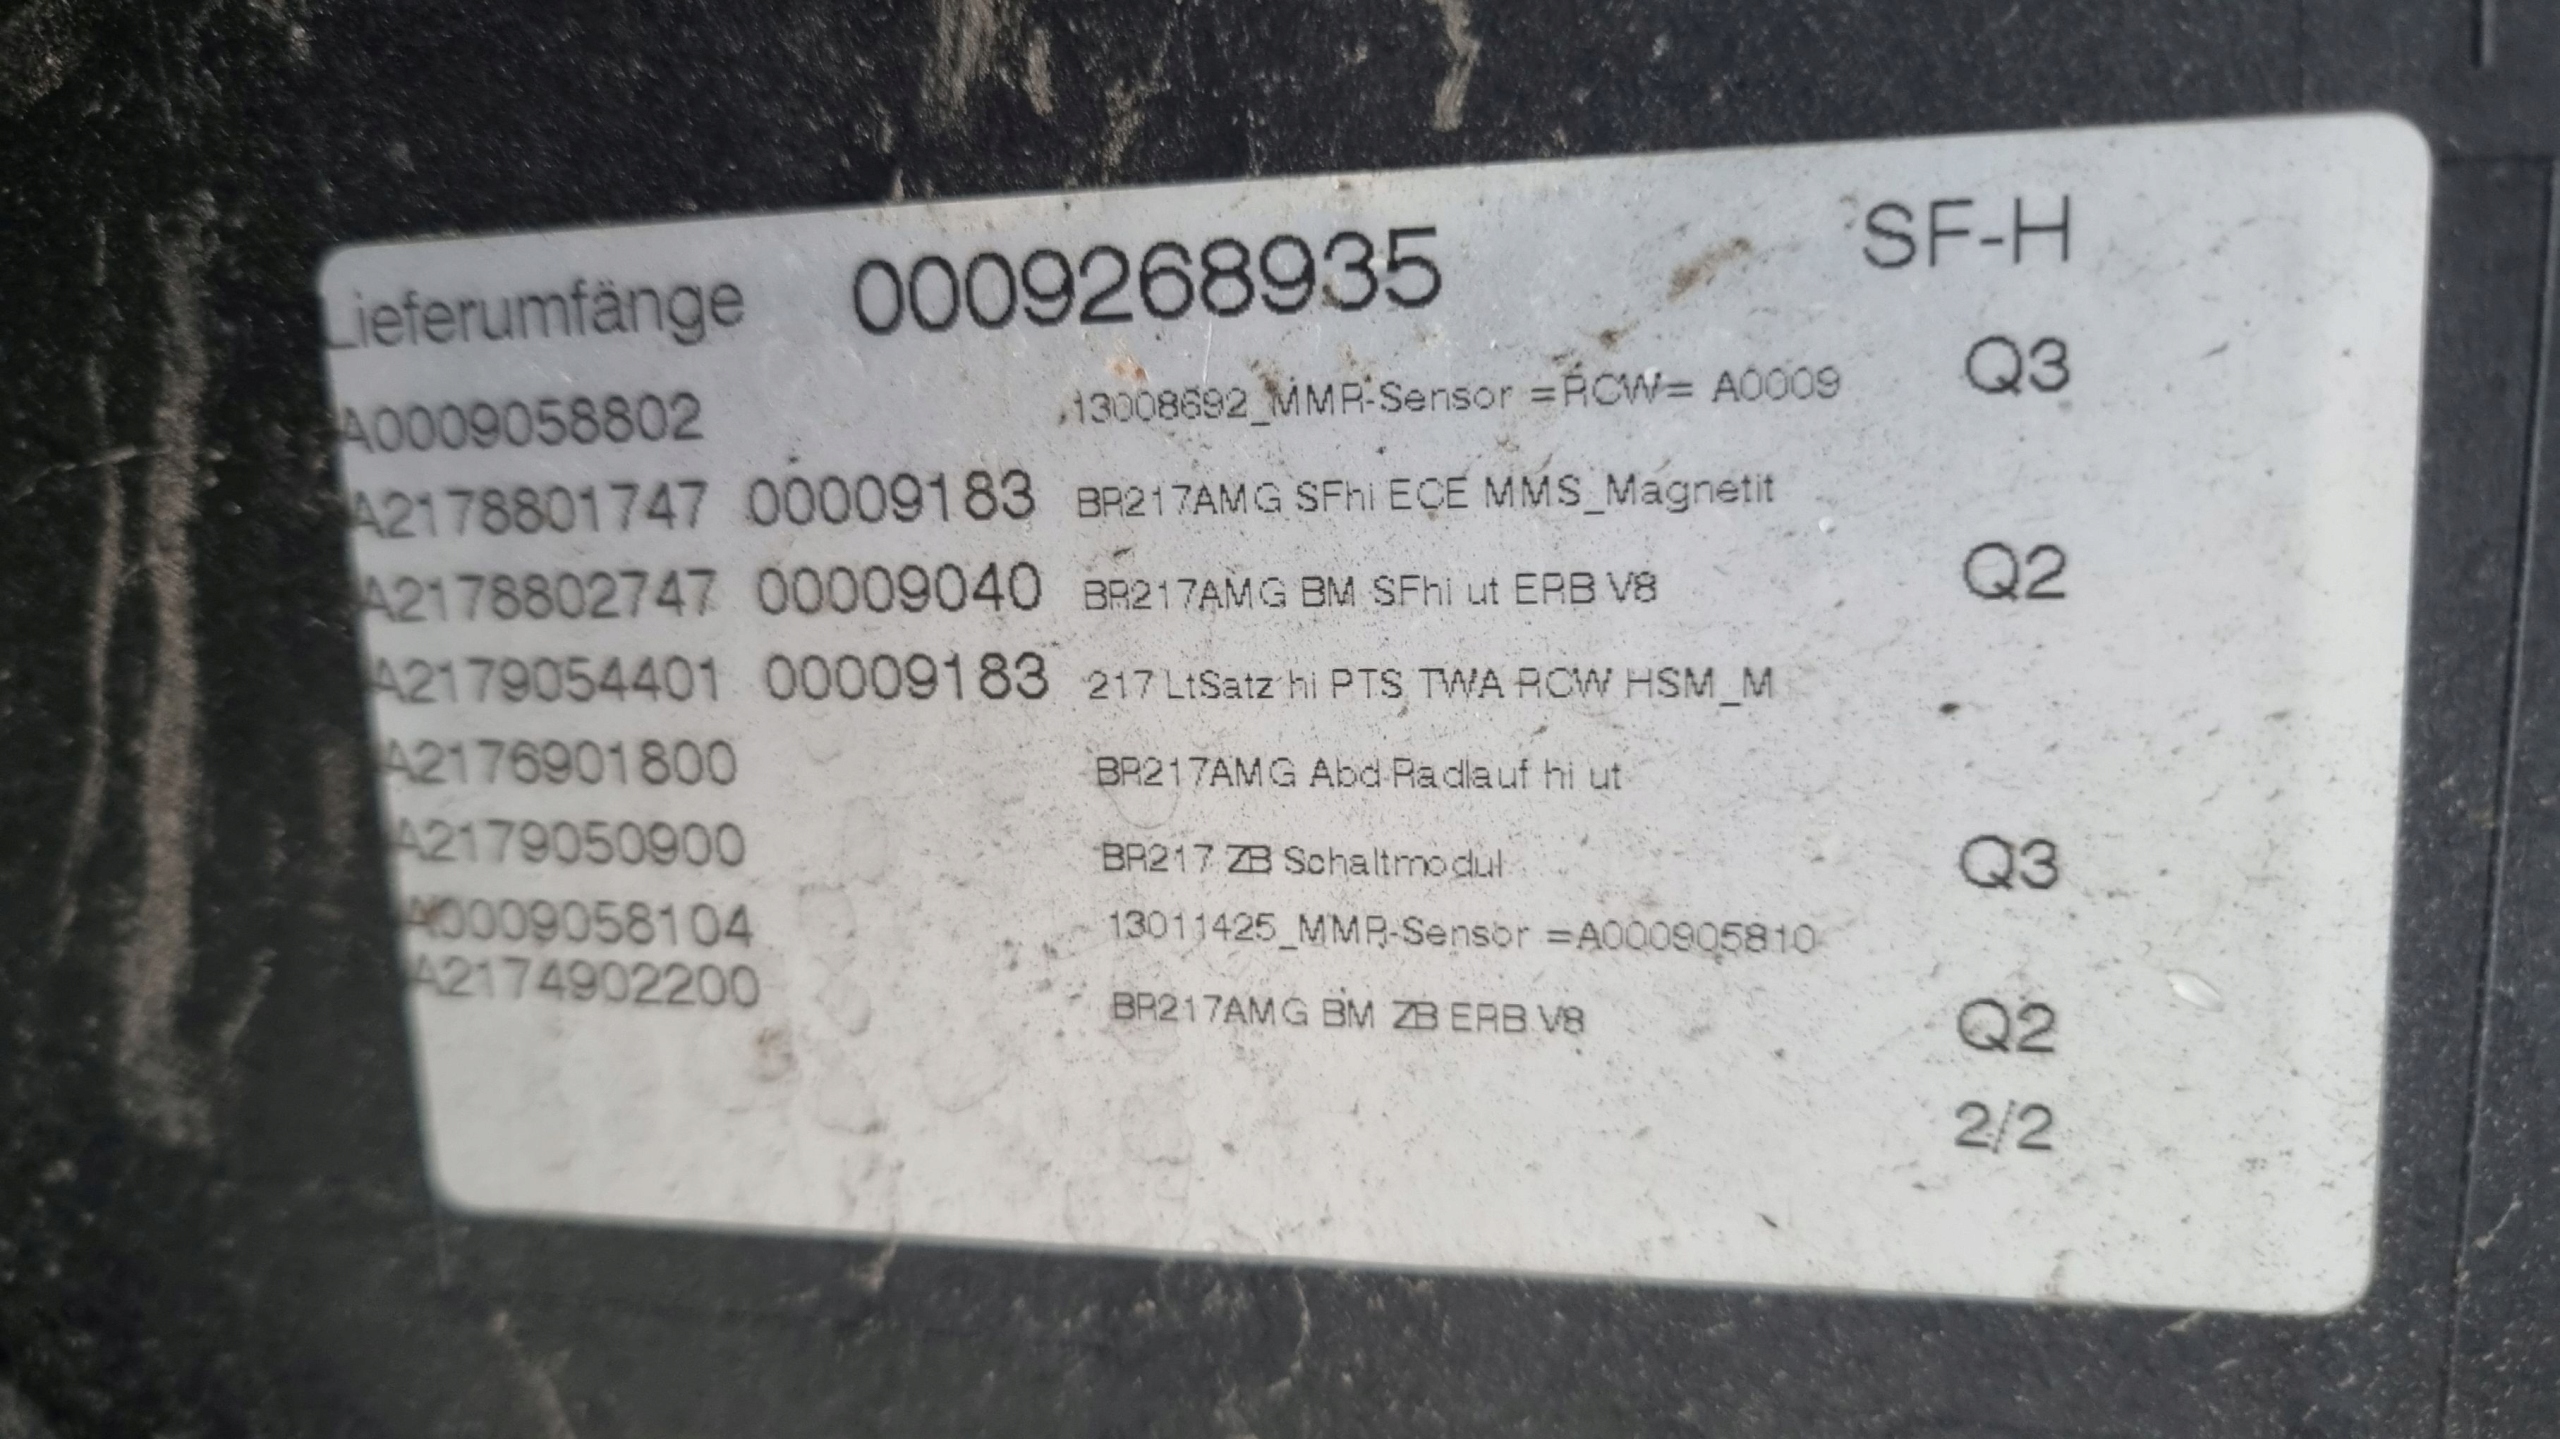 Lieferumfänge 0009268935 SF-H
A0009058802 13008692_MMR-Sensor =RCW= A0009 Q3
A2178801747 00009183 BR217AMG SFhi ECE MMS_Magnetit
A2178802747 00009040 BR217AMG BM SFhi ut ERB V8 Q2
A2179054401 00009183 217 LtSatz hi PTS TWA RCW HSM_M
A2176901800 BR217AMG Abd Radlauf hi ut
A2179050900 BR217 ZB Schaltmodul Q3
A0009058104 13011425_MMR-Sensor =A000905810
A2174902200 BR217AMG BM ZB ERB V8 Q2
2/2